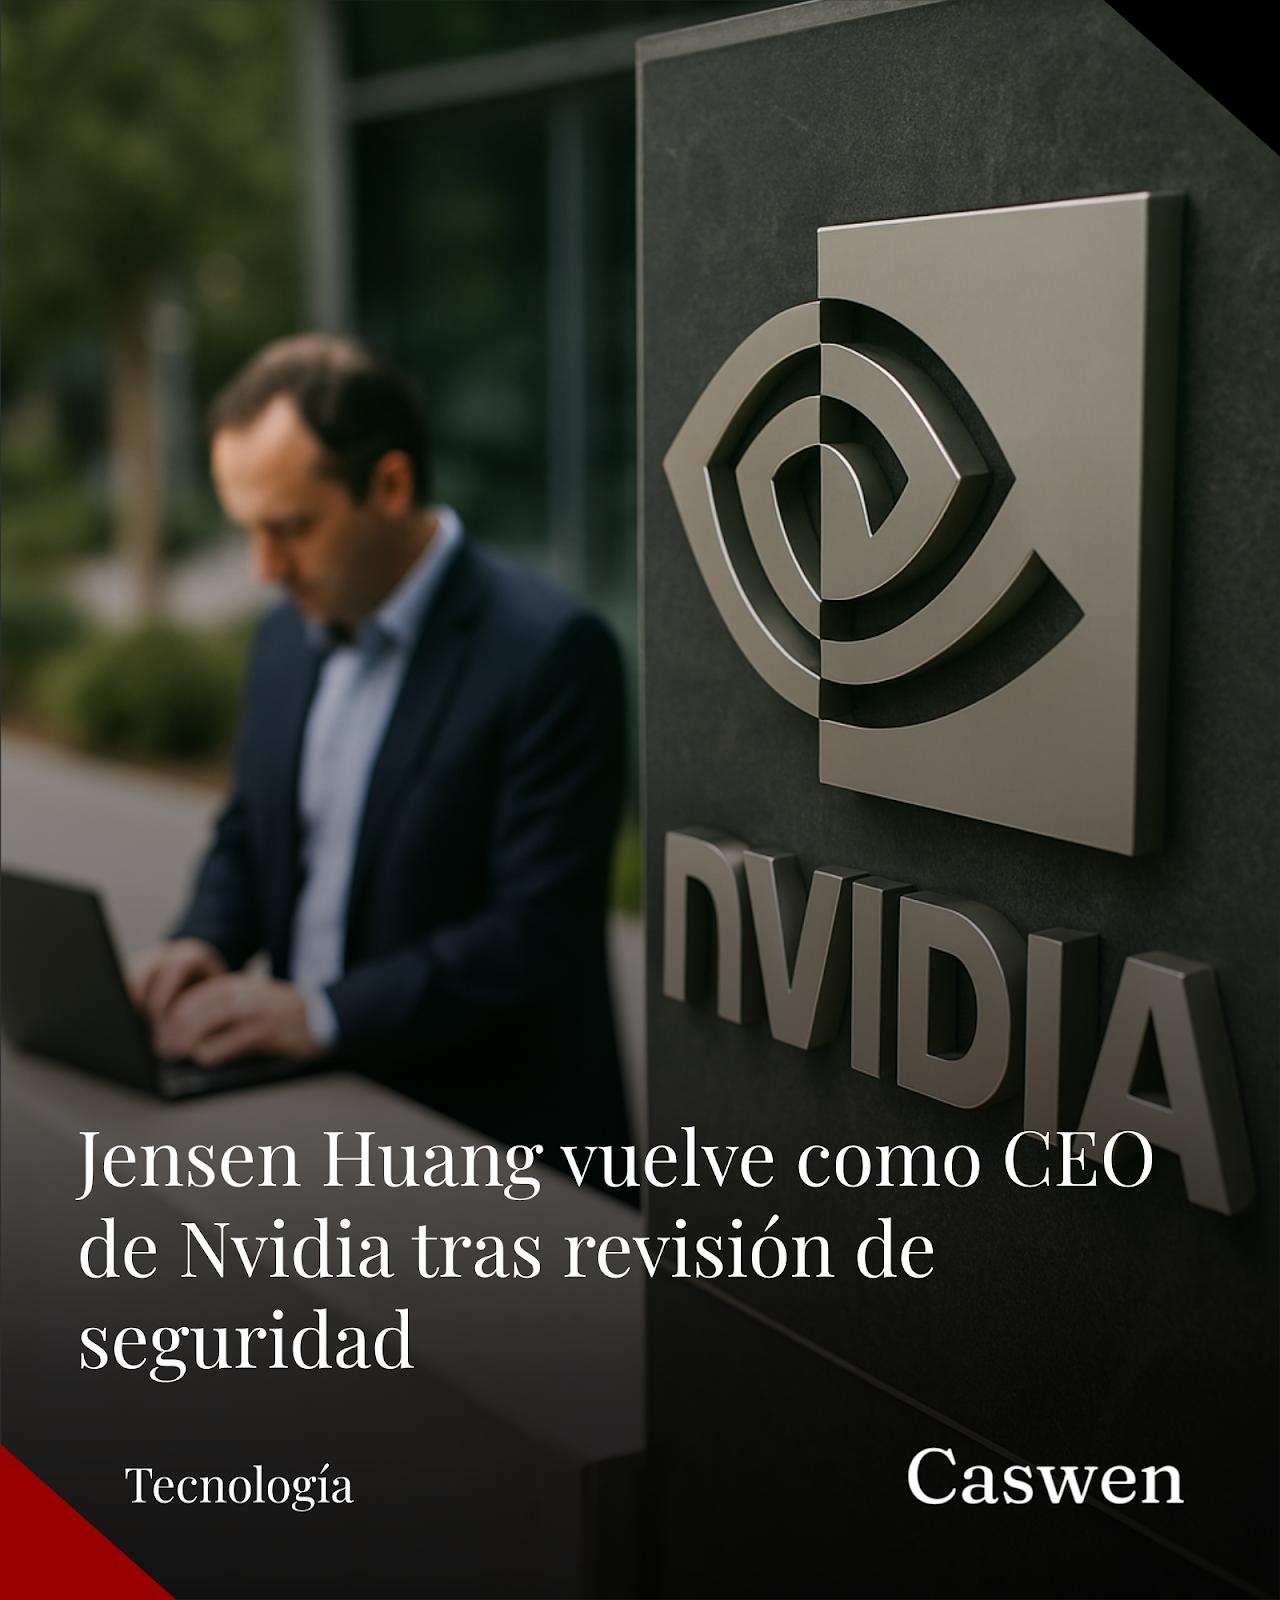 NVIDIA
Jensen Huang vuelve como CEO
de Nvidia tras revisión de
seguridad
Tecnología
Caswen